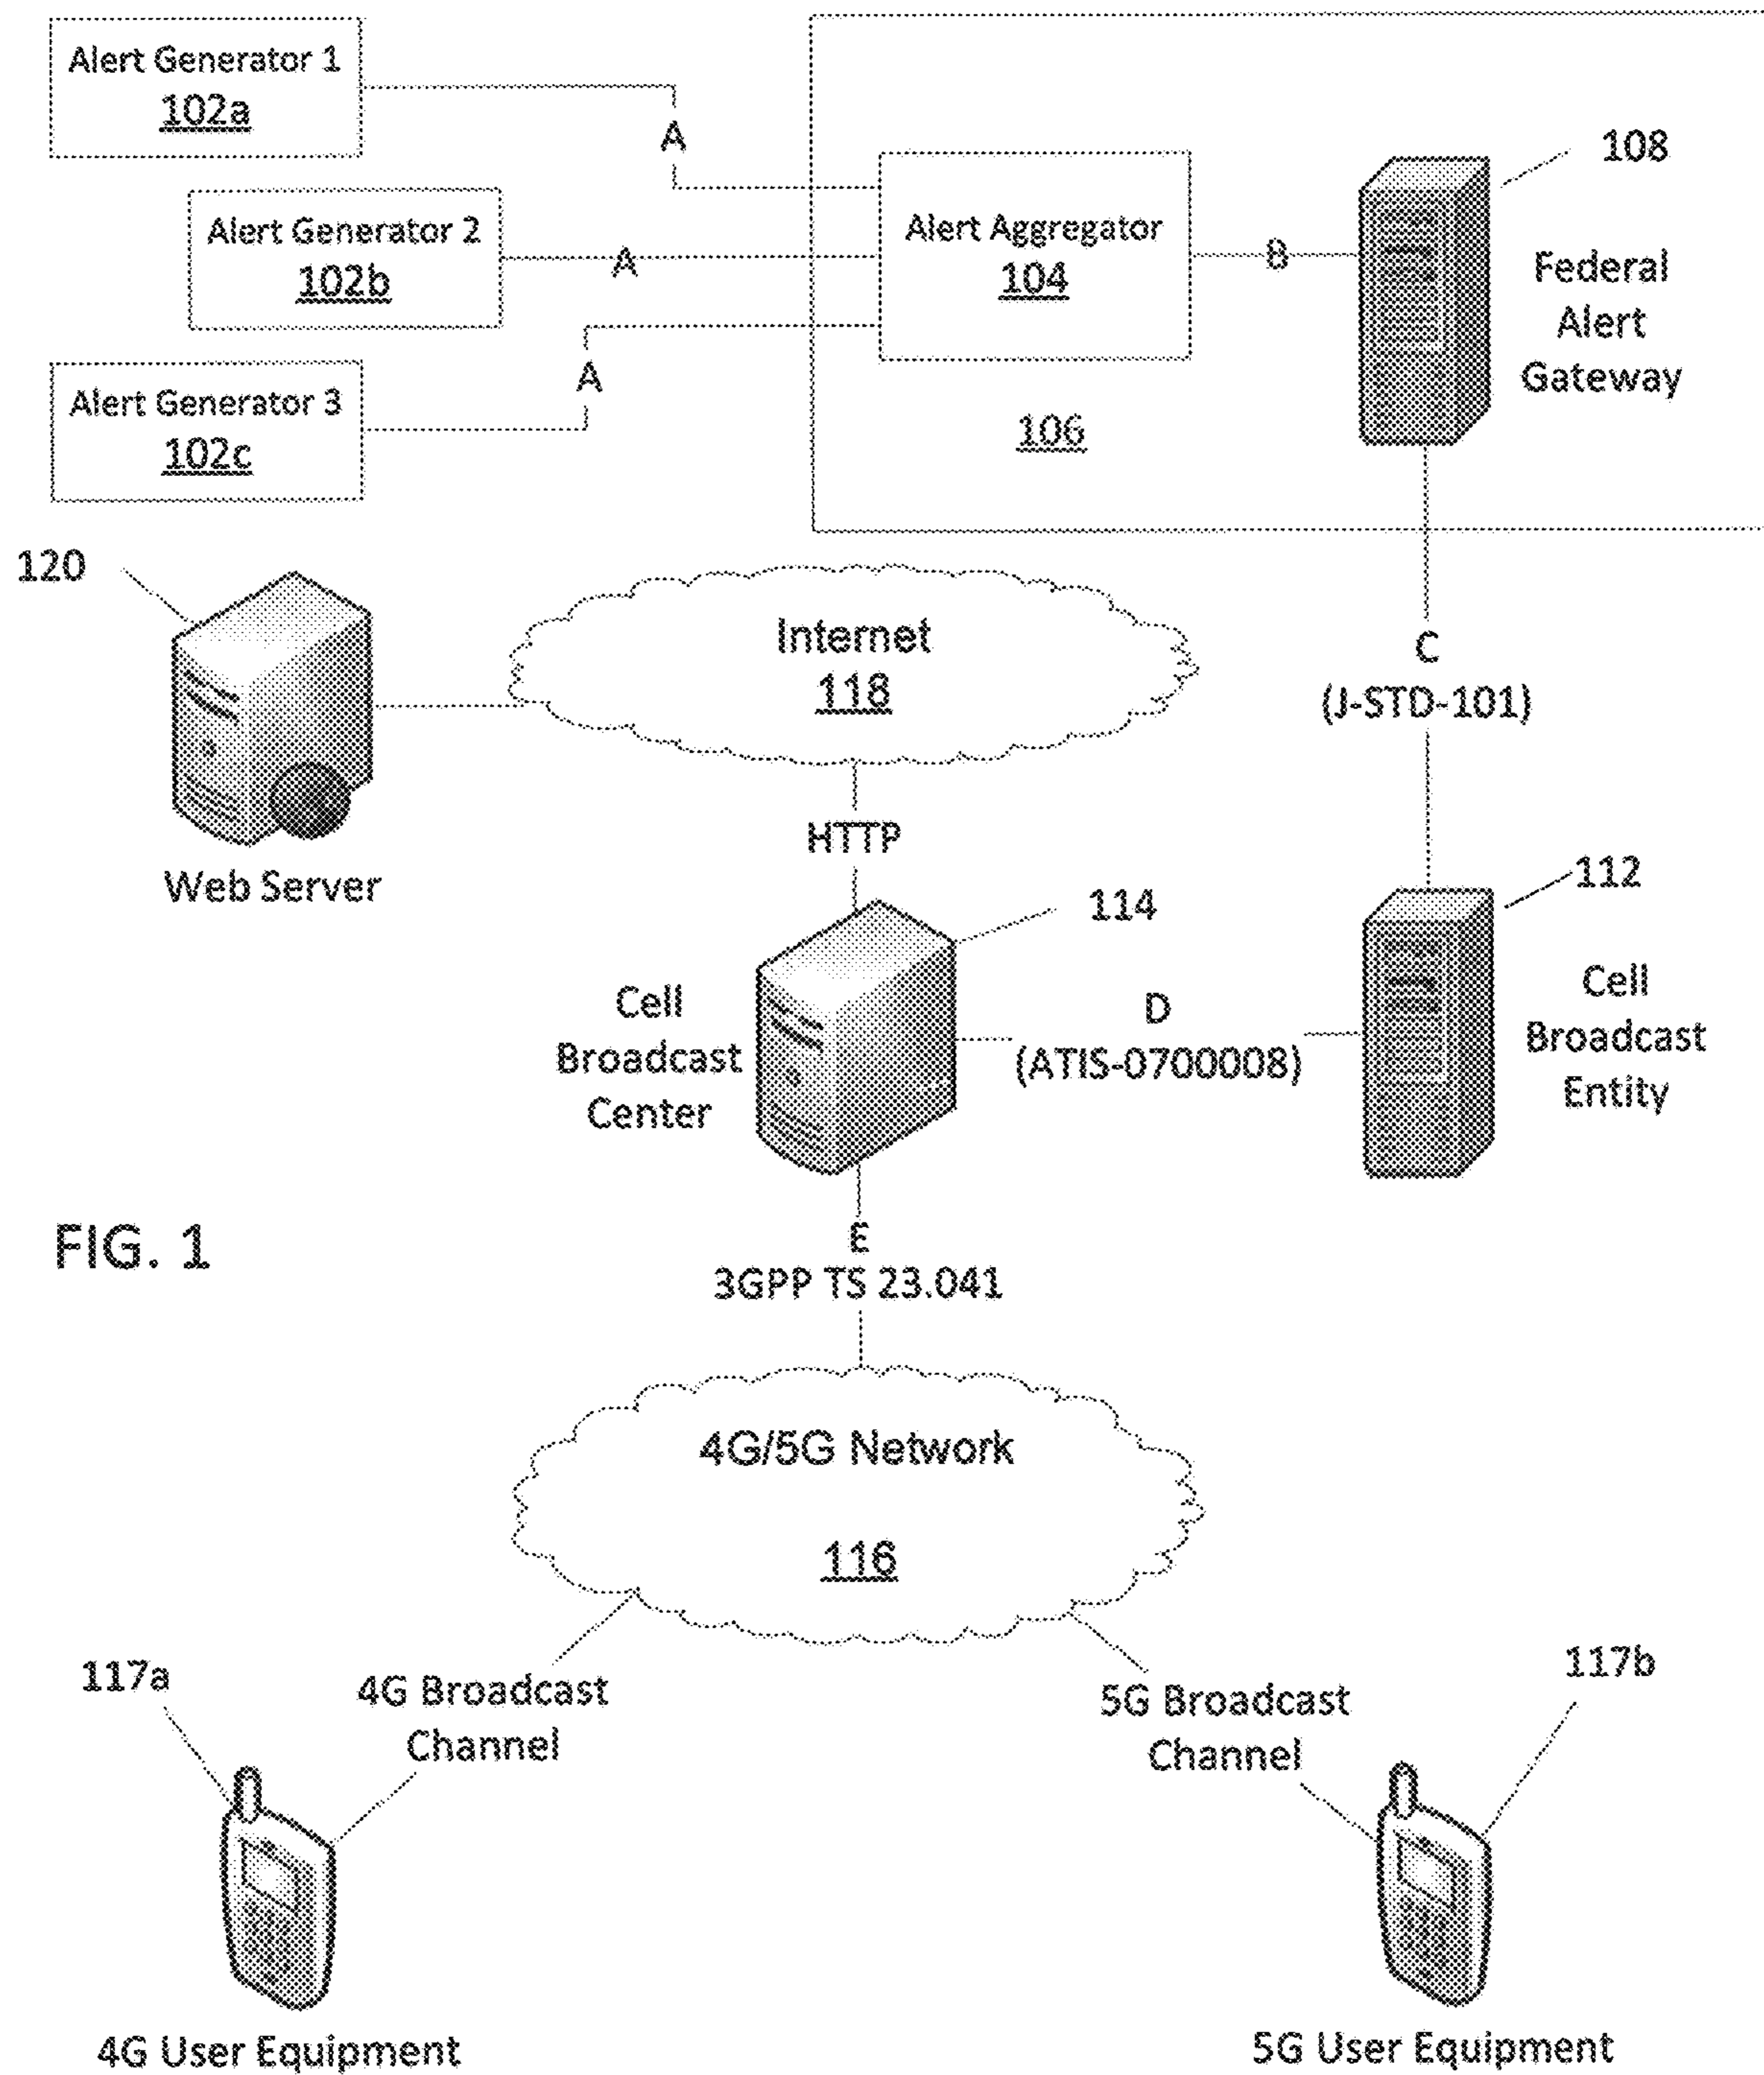 Alert Generator 1
102a
A
108
Alert Generator 2
102b
A
Alert Aggregator
104
B
Federal
Alert
Gateway
Alert Generator 3
102c
A
106
120
Internet
118
C
(J-STD-101)
Web Server
HTTP
114
112
Cell
Broadcast
Center
D
(ATIS-0700008)
Cell
Broadcast
Entity
FIG. 1
E
3GPP TS 23.041
4G/5G Network
116
117a
4G Broadcast
Channel
5G Broadcast
Channel
117b
4G User Equipment
5G User Equipment